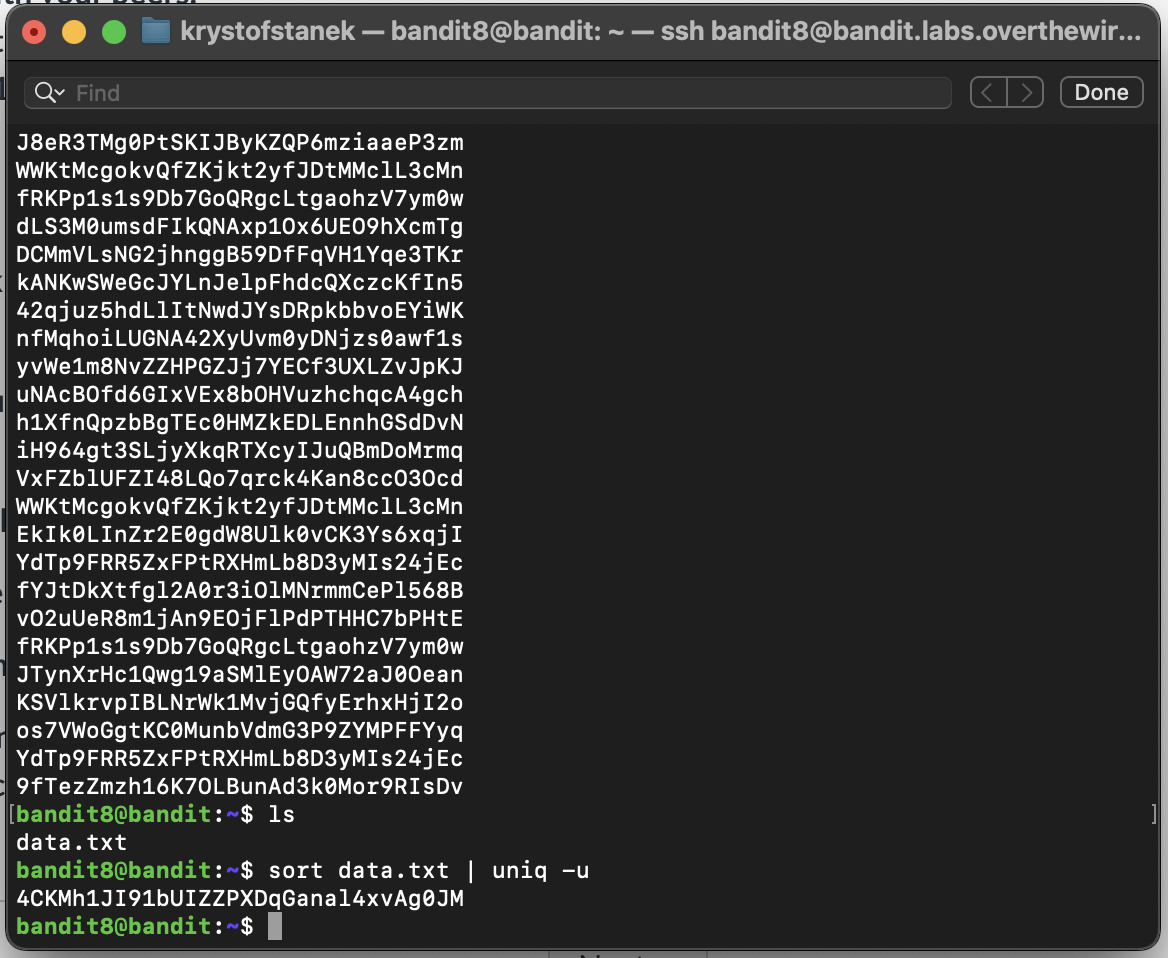 krystofstanek — bandit8@bandit: ~ — ssh bandit8@bandit.labs.overthewir...
Find
Done
J8eR3TMg0PtSKIJByKZQP6mziaaeP3zm
WWKtMcgokvQfZKjkt2yfJDtMMclL3cMn
fRKPp1s1s9Db7GoQRgcLtgaohzV7ym0w
dLS3M0umsdFIkQNAxp1Ox6UEO9hXcmTg
DCMmVLsNG2jhnggB59DfFqVH1Yqe3TKr
kANKwSWeGcJYLnJelpFhdcQXczcKfIn5
42qjuz5hdLlItNwdJYsDRpkbbvoEYiWK
nfMqhoiLUGNA42XyUvm0yDNjzs0awf1s
yvWe1m8NvZZHPGZJj7YECf3UXLZvJpKJ
uNAcBOfd6GIxVEx8bOHVuzhchqcA4gch
h1XfnQpzbBgTEc0HMZkEDLEnnhGSdDvN
iH964gt3SLjyXkqRTXcyIJuQBmDoMrmq
VxFZblUFZI48LQo7qrck4Kan8ccO3Ocd
WWKtMcgokvQfZKjkt2yfJDtMMclL3cMn
EkIk0LInZr2E0gdW8Ulk0vCK3Ys6xqjI
YdTp9FRR5ZxFPtRXHmLb8D3yMIs24jEc
fYJtDkXtfgl2A0r3iOlMNrmmCePl568B
vO2uUeR8m1jAn9EOjFlPdPTHHC7bPHtE
fRKPp1s1s9Db7GoQRgcLtgaohzV7ym0w
JTynXrHc1Qwg19aSMlEyOAW72aJ0Oean
KSVlkrvpIBLNrWk1MvjGQfyErhxHjI2o
os7VWoGgtKC0MunbVdmG3P9ZYMPFFYyq
YdTp9FRR5ZxFPtRXHmLb8D3yMIs24jEc
9fTezZmzh16K7OLBunAd3k0Mor9RIsDv
[bandit8@bandit:~$ ls ]
data.txt
bandit8@bandit:~$ sort data.txt | uniq -u
4CKMh1JI91bUIZZPXDqGanal4xvAg0JM
bandit8@bandit:~$